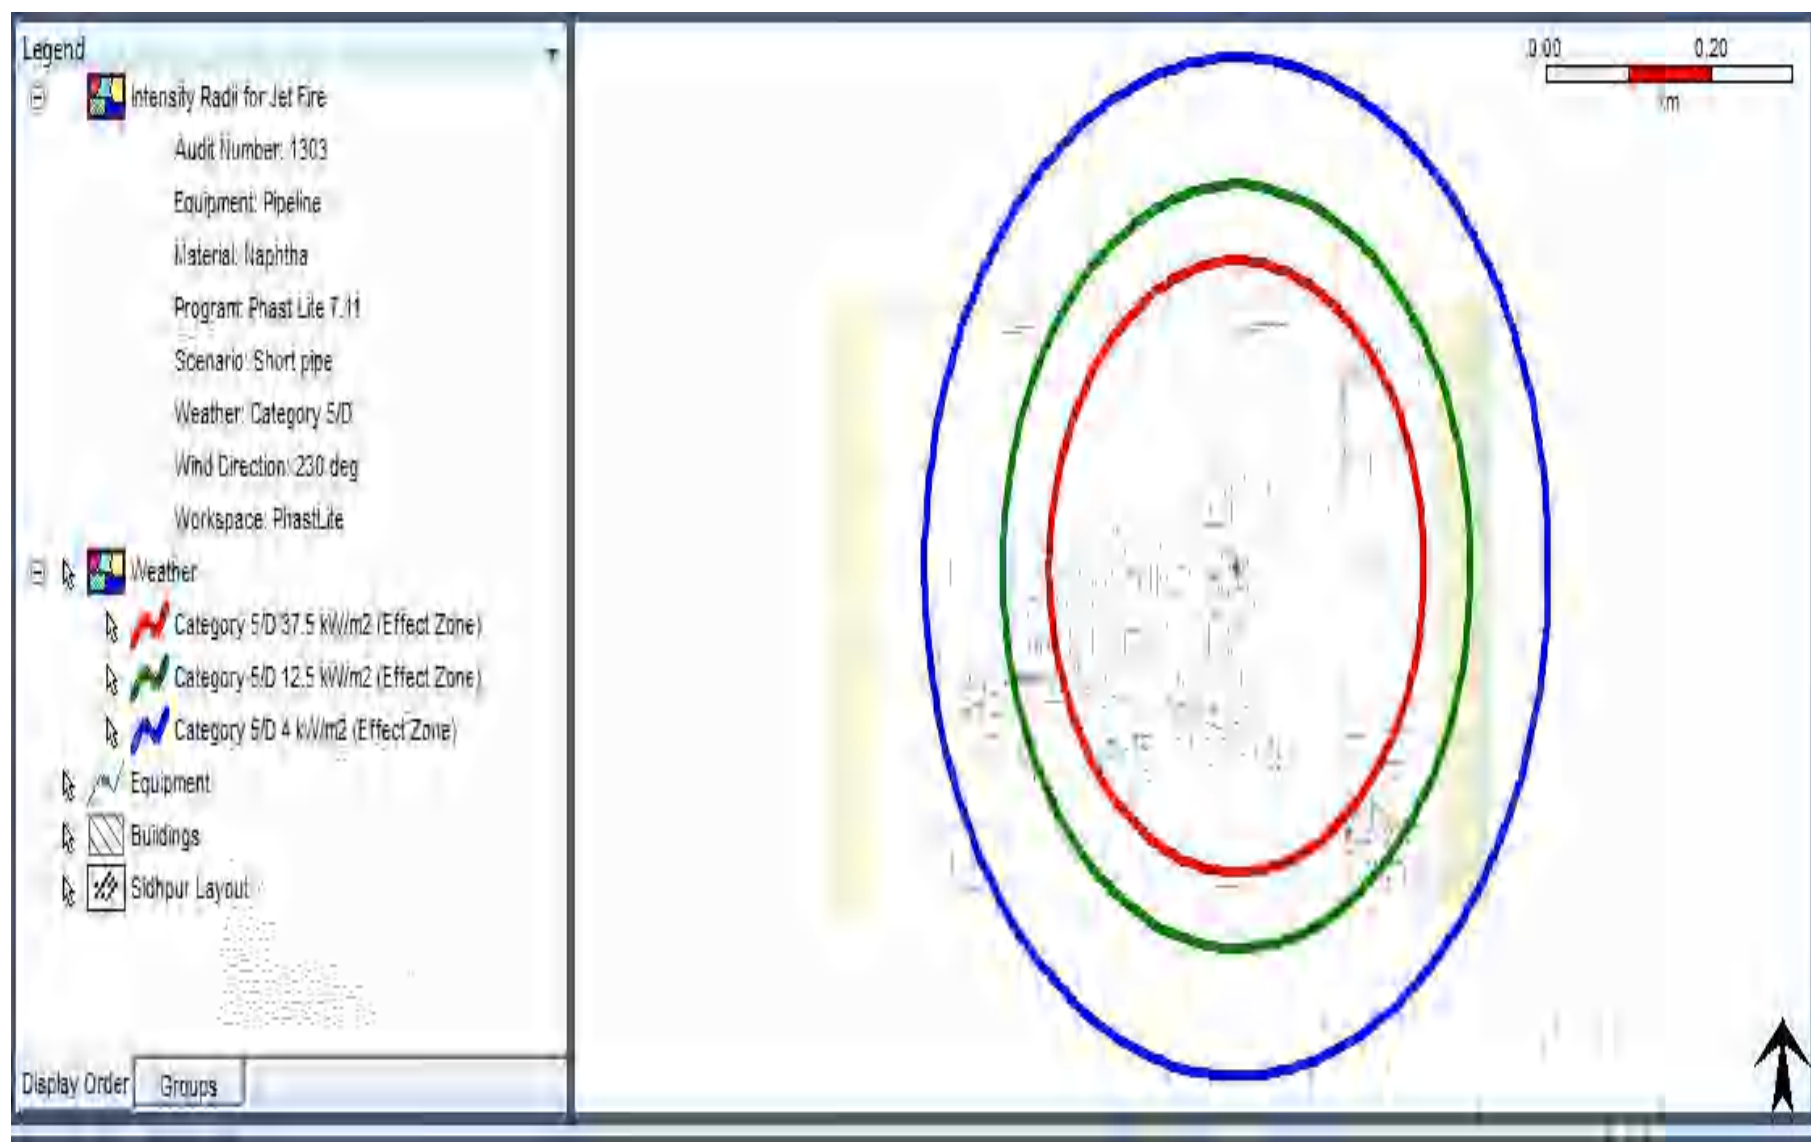 Legend
Intensity Radii for Jet Fire
Audit Number: 1303
Equipment: Pipeline
Material: Naphtha
Program: Phast Lite 7.11
Scenario: Short pipe
Weather: Category 5/D
Wind Direction: 230 deg
Workspace: PhastLite
Weather
Category 5/D 37.5 kW/m2 (Effect Zone)
Category 5/D 12.5 kW/m2 (Effect Zone)
Category 5/D 4 kW/m2 (Effect Zone)
Equipment
Buildings
Sidhpur Layout
Display Order
Groups
0.00 0.20
km